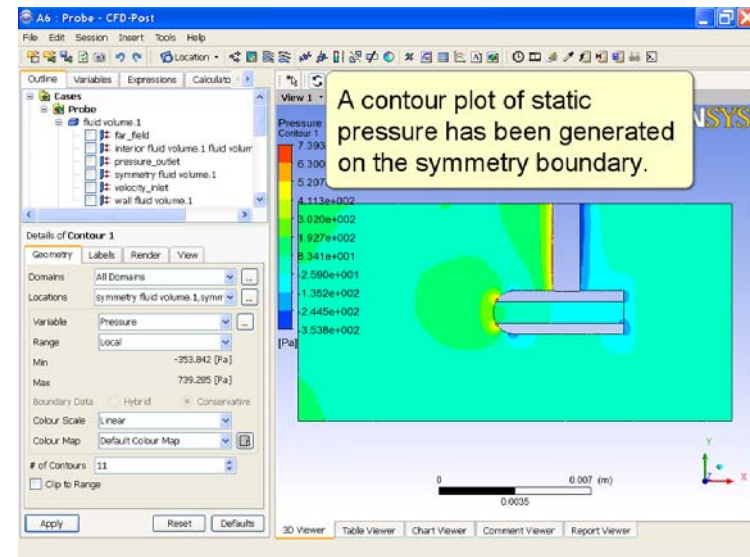 A6 : Probe - CFD-Post
File Edit Session Insert Tools Help
Location
Outline Variables Expressions Calculato
Cases
Probe
fluid volume.1
far_field
interior fluid volume.1 fluid volum
pressure_outlet
symmetry fluid volume.1
velocity_inlet
wall fluid volume.1
Details of Contour 1
Geometry Labels Render View
Domains All Domains
Locations symmetry fluid volume.1,symm
Variable Pressure
Range Local
Min -353.842 [Pa]
Max 739.285 [Pa]
Boundary Data Hybrid Conservative
Colour Scale Linear
Colour Map Default Colour Map
# of Contours 11
Clip to Range
Apply Reset Defaults
View 1
A contour plot of static
pressure has been generated
on the symmetry boundary.
NSYS
Pressure
Contour 1
7.393
6.300
5.207
4.113e+002
3.020e+002
1.927e+002
8.341e+001
-2.590e+001
-1.352e+002
-2.445e+002
-3.538e+002
[Pa]
Y
X
Z
0 0.007 (m)
0.0035
3D Viewer Table Viewer Chart Viewer Comment Viewer Report Viewer